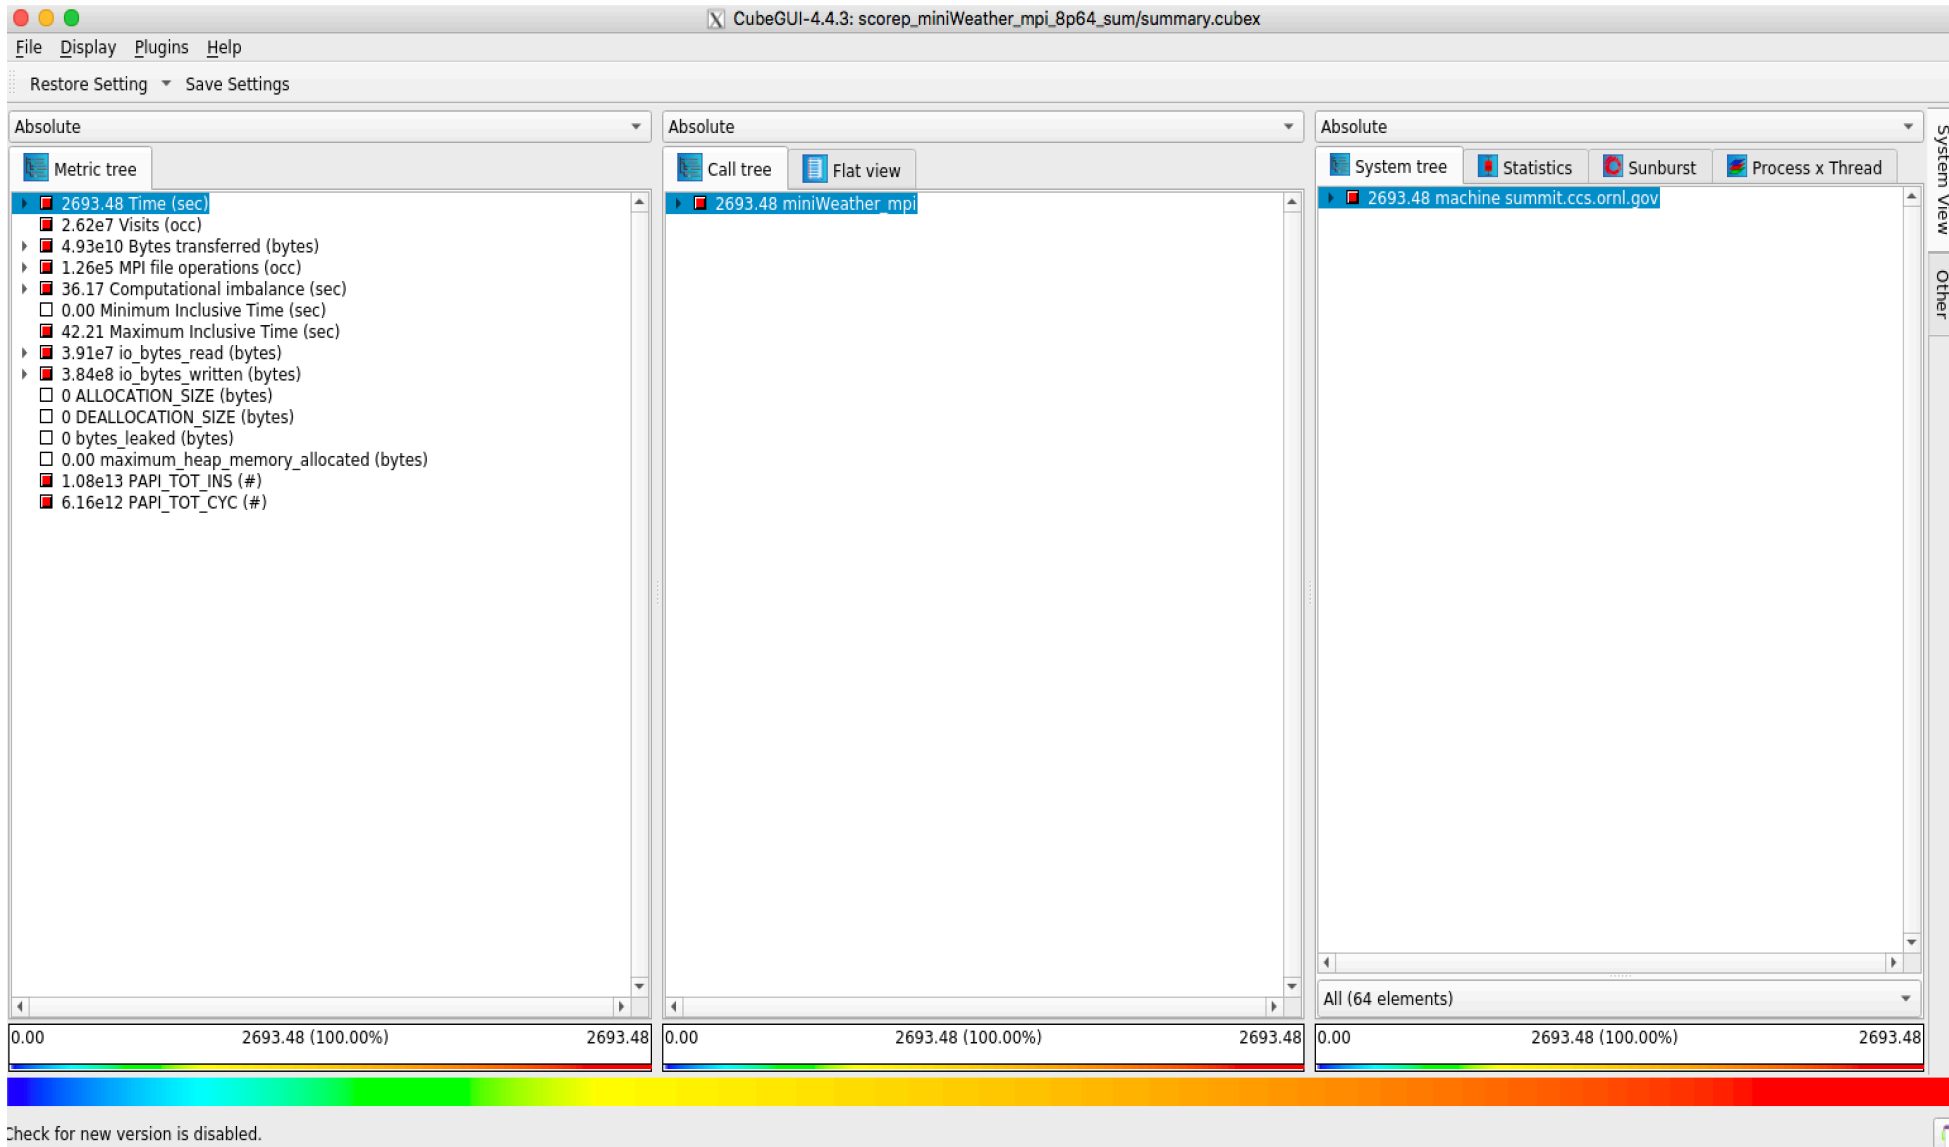 CubeGUI-4.4.3: scorep_miniWeather_mpi_8p64_sum/summary.cubex
File Display Plugins Help
Restore Setting Save Settings
Absolute
Metric tree
2693.48 Time (sec)
2.62e7 Visits (occ)
4.93e10 Bytes transferred (bytes)
1.26e5 MPI file operations (occ)
36.17 Computational imbalance (sec)
0.00 Minimum Inclusive Time (sec)
42.21 Maximum Inclusive Time (sec)
3.91e7 io_bytes_read (bytes)
3.84e8 io_bytes_written (bytes)
0 ALLOCATION_SIZE (bytes)
0 DEALLOCATION_SIZE (bytes)
0 bytes_leaked (bytes)
0.00 maximum_heap_memory_allocated (bytes)
1.08e13 PAPI_TOT_INS (#)
6.16e12 PAPI_TOT_CYC (#)
0.00 2693.48 (100.00%) 2693.48
Absolute
Call tree Flat view
2693.48 miniWeather_mpi
0.00 2693.48 (100.00%) 2693.48
Absolute
System tree Statistics Sunburst Process x Thread
2693.48 machine summit.ccs.ornl.gov
All (64 elements)
0.00 2693.48 (100.00%) 2693.48
System View
Other
Check for new version is disabled.